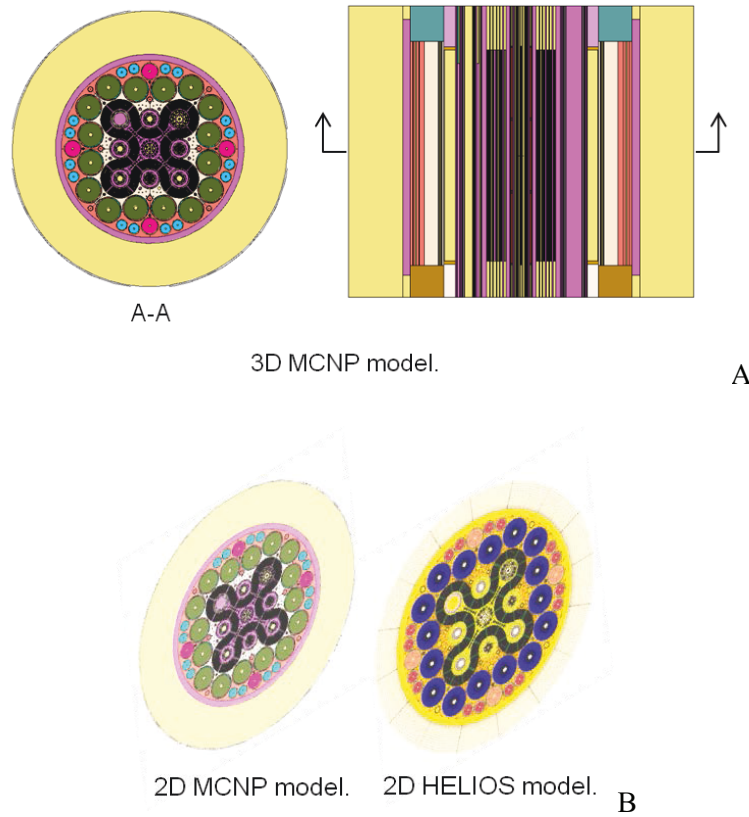 A-A
3D MCNP model.
A
2D MCNP model.
2D HELIOS model.
B